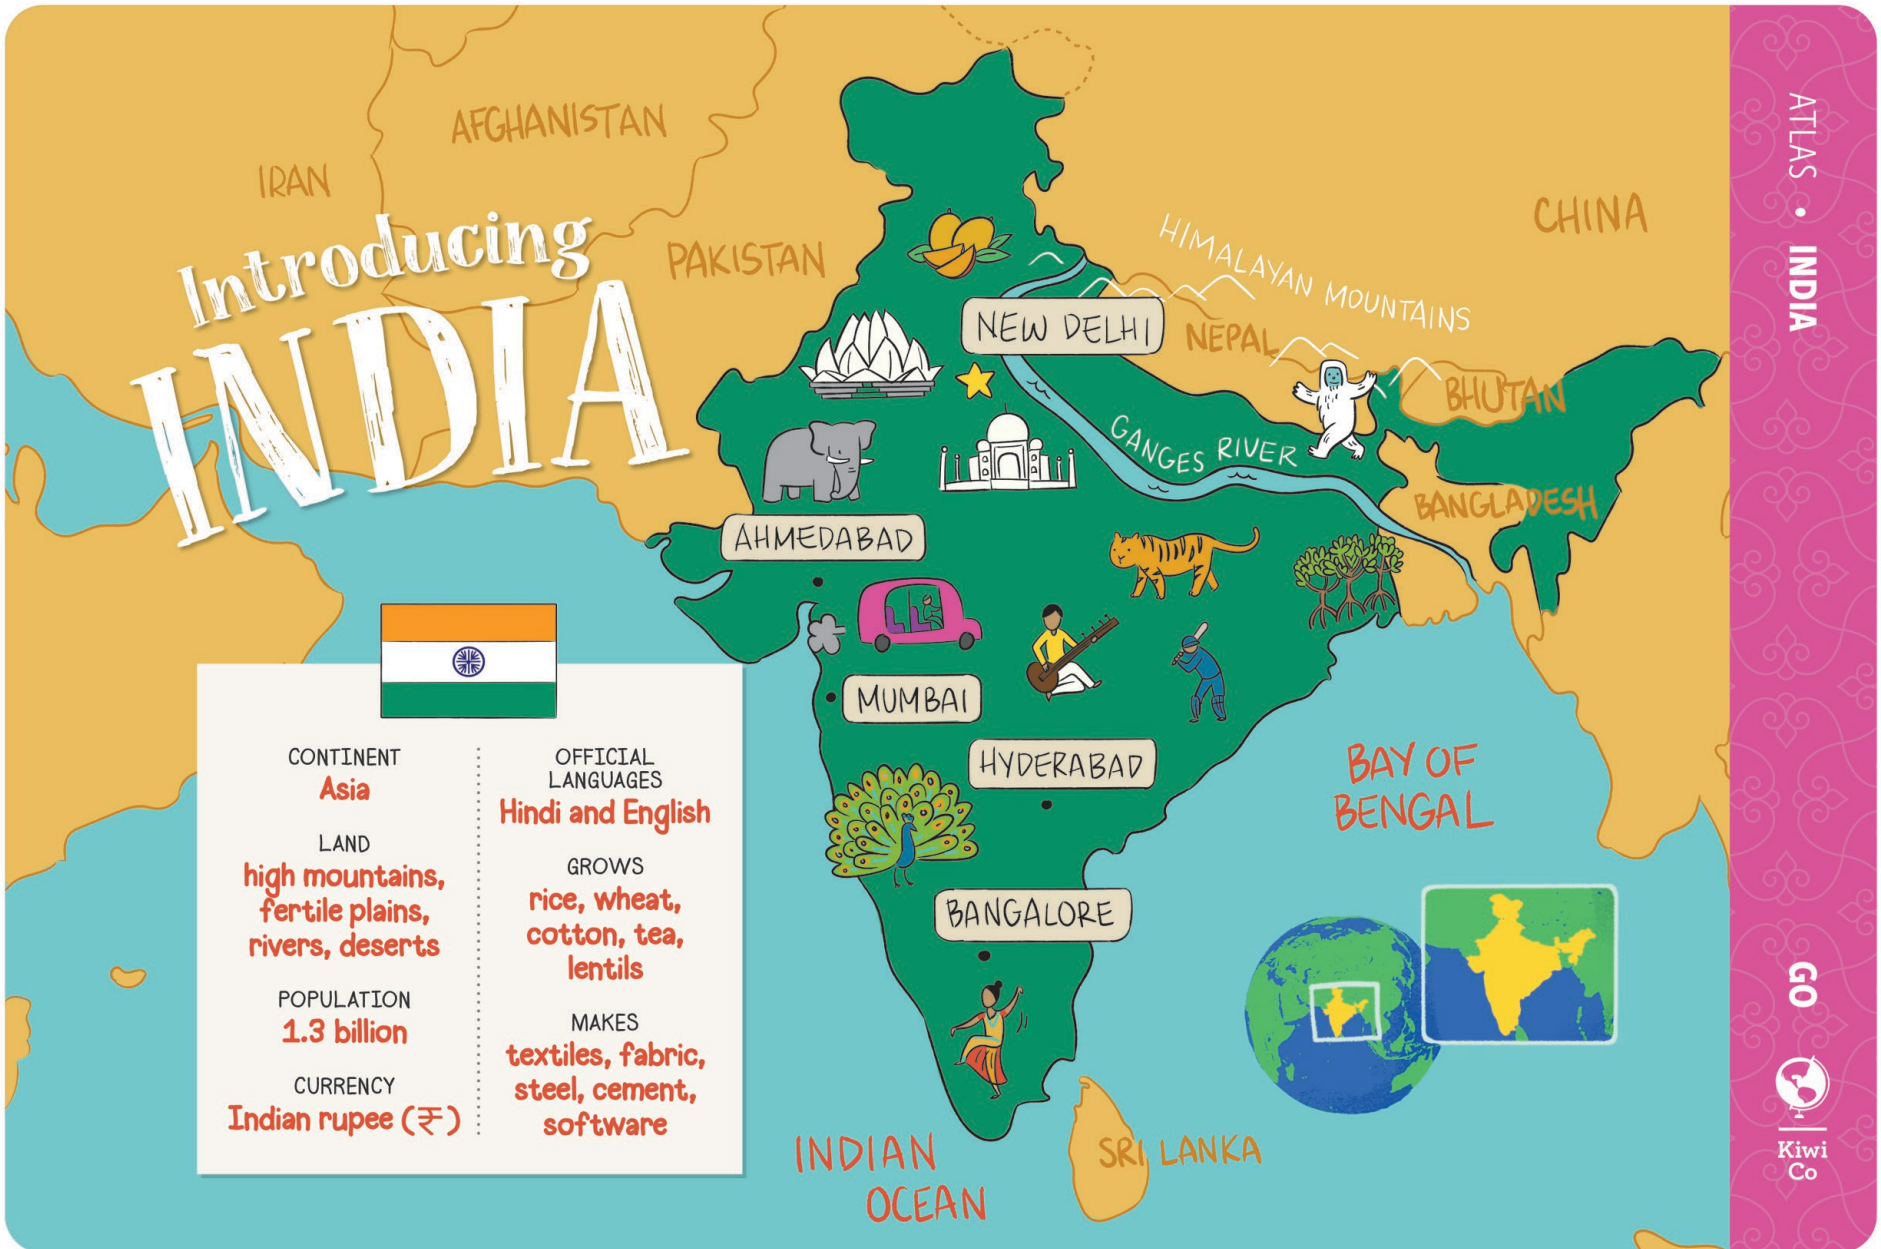 Introducing
INDIA
AFGHANISTAN
IRAN
PAKISTAN
CHINA
HIMALAYAN MOUNTAINS
NEPAL
BHUTAN
BANGLADESH
NEW DELHI
GANGES RIVER
AHMEDABAD
MUMBAI
HYDERABAD
BANGALORE
BAY OF
BENGAL
INDIAN
OCEAN
SRI LANKA
CONTINENT
Asia
LAND
high mountains,
fertile plains,
rivers, deserts
POPULATION
1.3 billion
CURRENCY
Indian rupee (₹)
OFFICIAL
LANGUAGES
Hindi and English
GROWS
rice, wheat,
cotton, tea,
lentils
MAKES
textiles, fabric,
steel, cement,
software
ATLAS • INDIA
GO
Kiwi
Co